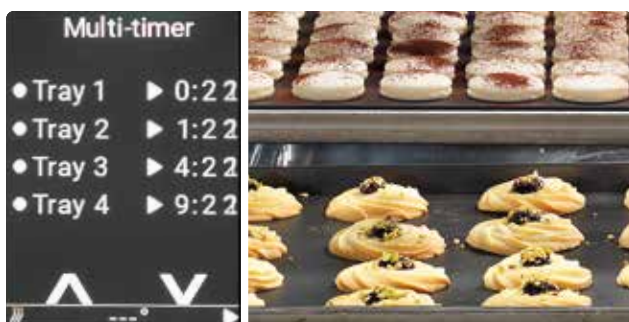 Multi-timer
Tray 1 ▶ 0:22
Tray 2 ▶ 1:22
Tray 3 ▶ 4:22
Tray 4 ▶ 9:22
---°